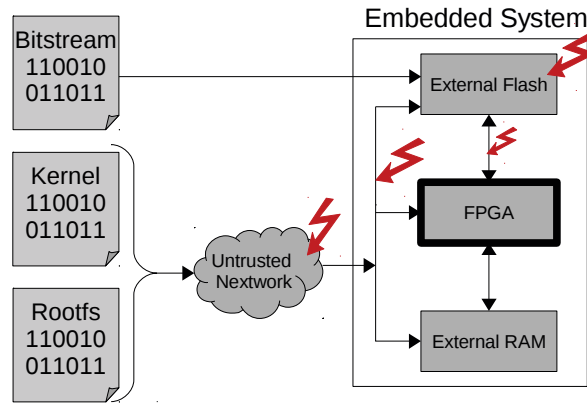 Embedded System
Bitstream
110010
011011
External Flash
Kernel
110010
011011
FPGA
Untrusted
Nextwork
Rootfs
110010
011011
External RAM